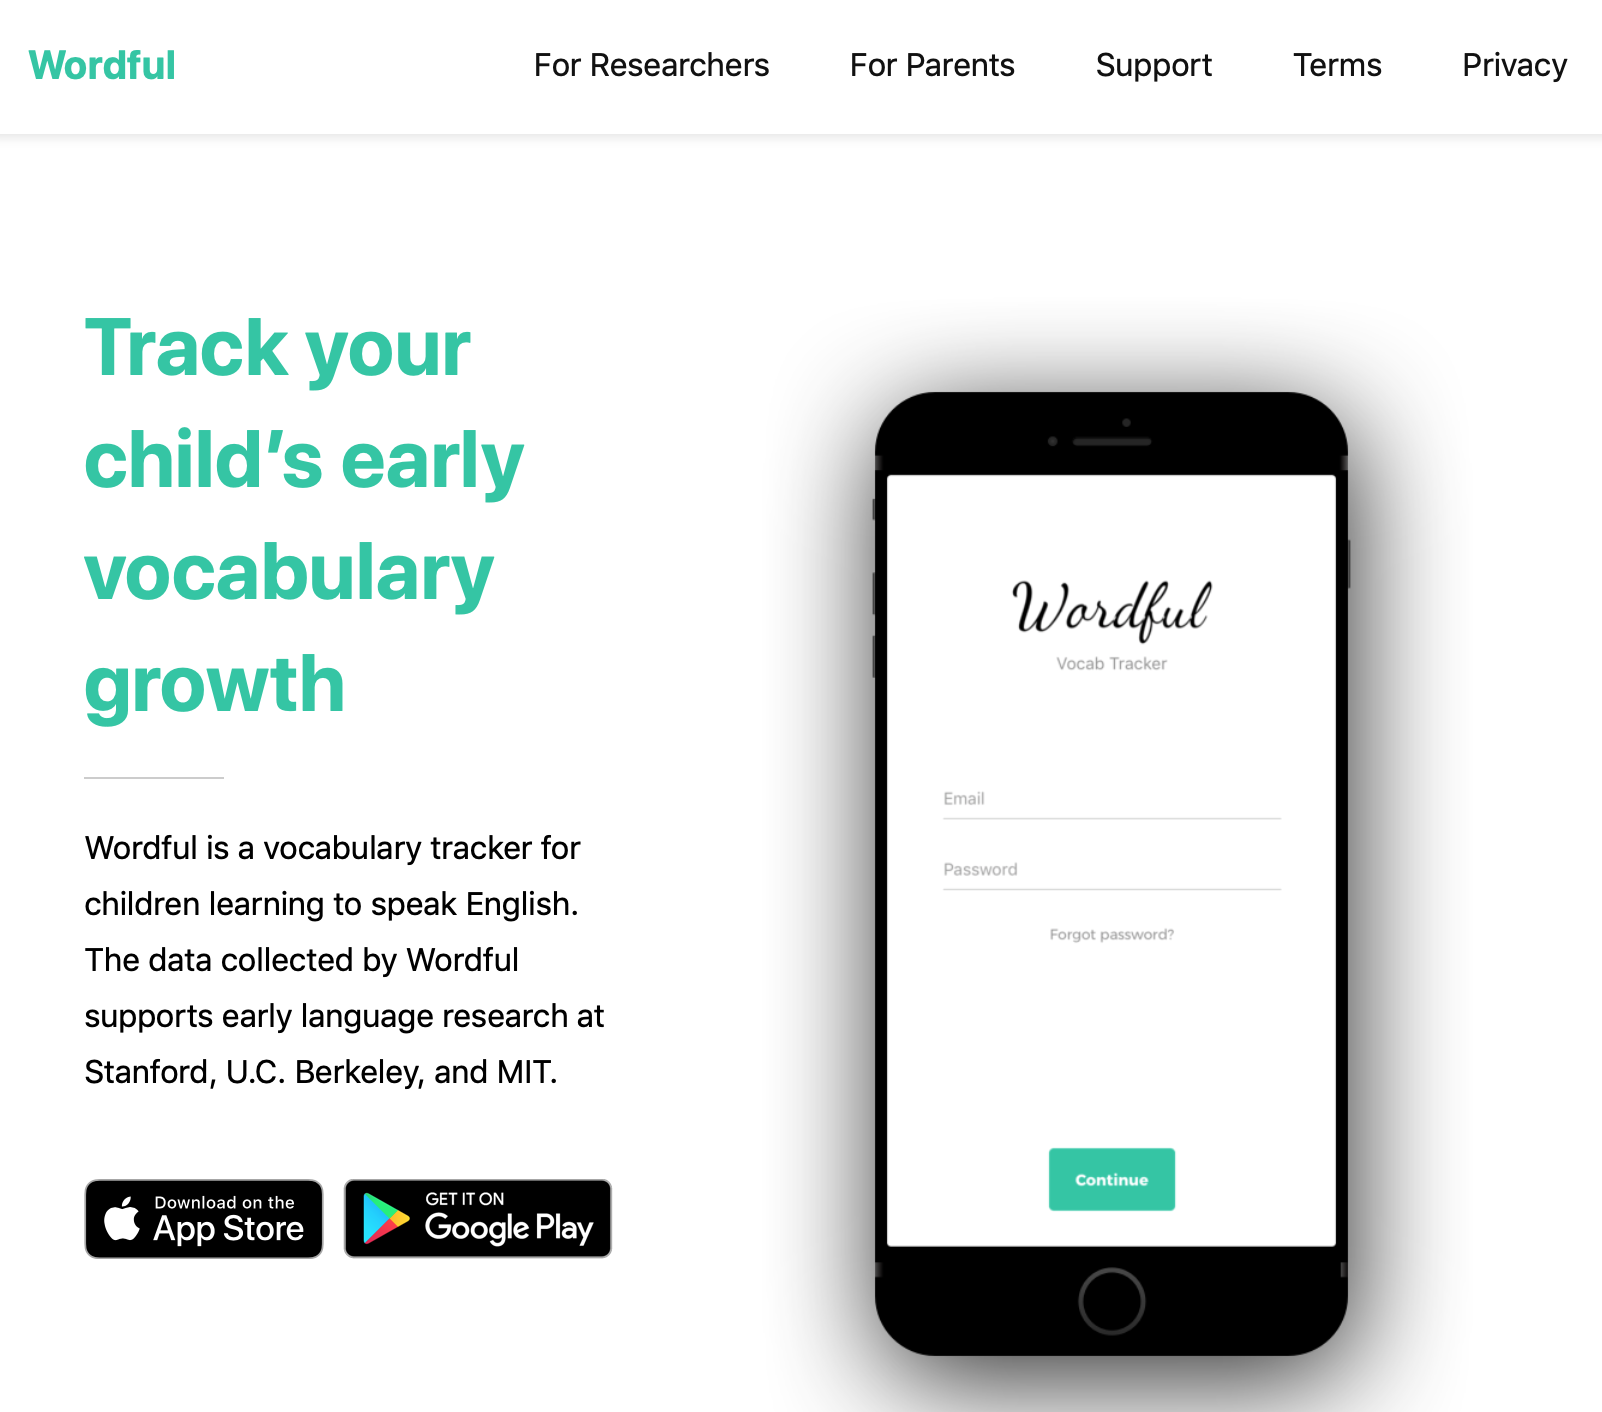 Wordful
For Researchers
For Parents
Support
Terms
Privacy
Track your
child’s early
vocabulary
growth
Wordful is a vocabulary tracker for
children learning to speak English.
The data collected by Wordful
supports early language research at
Stanford, U.C. Berkeley, and MIT.
Download on the
App Store
GET IT ON
Google Play
Wordful
Vocab Tracker
Email
Password
Forgot password?
Continue